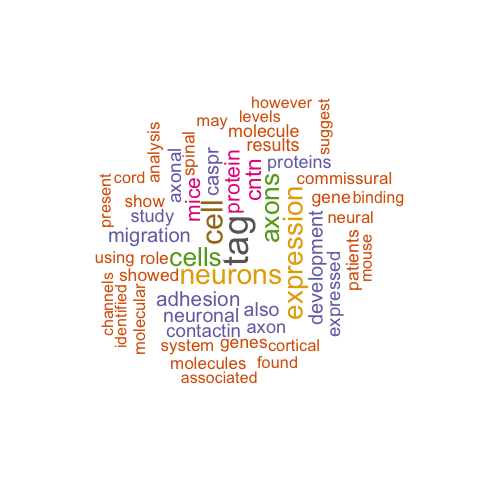 however
suggest
may
levels
molecule
results
analysis
spinal
axonal
caspr
protein
cntn
proteins
present
cord
mice
cell
axons
commissural
show
study
tag
expression
gene
binding
neural
migration
development
using
role
cells
expressed
patients
mouse
showed
neurons
channels
identified
molecular
adhesion
also
neuronal
contactin
axon
system
genes
cortical
molecules
found
associated